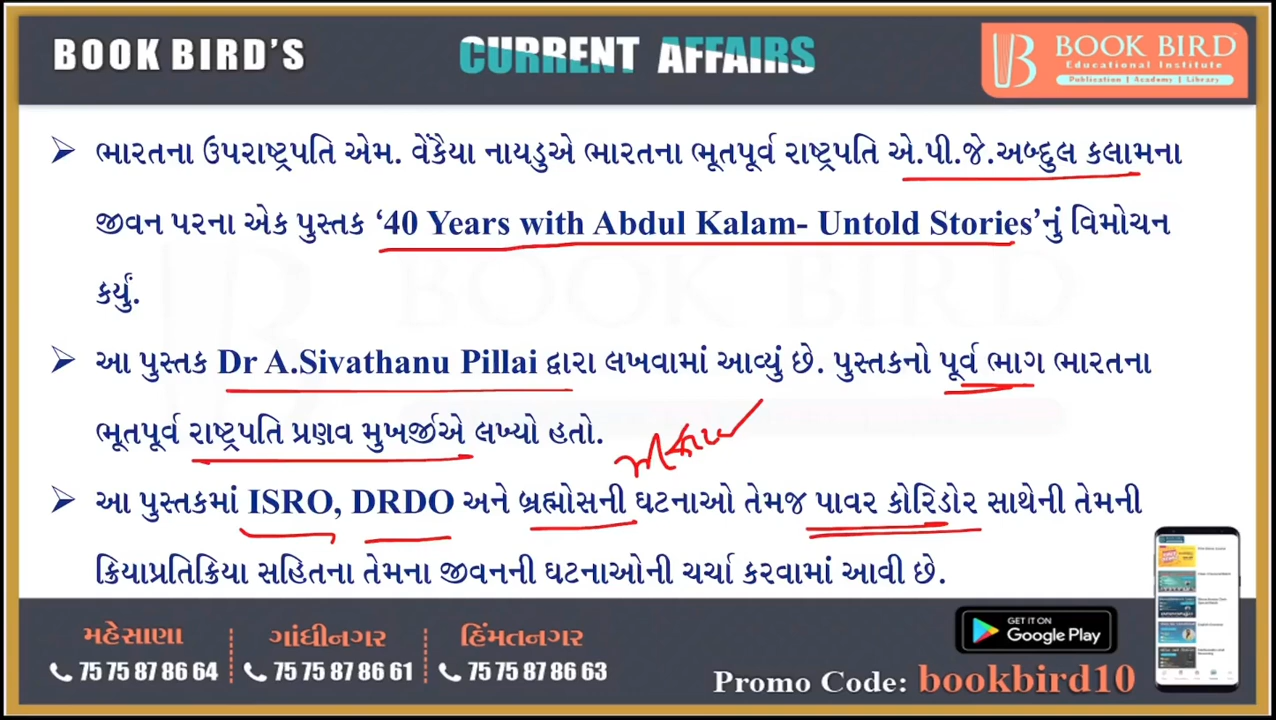 BOOK BIRD'S
CURRENT AFFAIRS
BOOK BIRD
Educational Institute
Publication | Academy | Library
➢ ભારતના ઉપરાષ્ટ્રપતિ એમ. વેંકૈયા નાયડુએ ભારતના ભૂતપૂર્વ રાષ્ટ્રપતિ એ.પી.જે.અબ્દુલ કલામના
જીવન પરના એક પુસ્તક ‘40 Years with Abdul Kalam- Untold Stories’નું વિમોચન
કર્યું.
➢ આ પુસ્તક Dr A.Sivathanu Pillai દ્વારા લખવામાં આવ્યું છે. પુસ્તકનો પૂર્વ ભાગ ભારતના
ભૂતપૂર્વ રાષ્ટ્રપતિ પ્રણવ મુખર્જીએ લખ્યો હતો.
➢ આ પુસ્તકમાં ISRO, DRDO અને બ્રહ્મોસની ઘટનાઓ તેમજ પાવર કોરિડોર સાથેની તેમની
ક્રિયાપ્રતિક્રિયા સહિતના તેમના જીવનની ઘટનાઓની ચર્ચા કરવામાં આવી છે.
મહેસાણા
75 75 87 86 64
ગાંધીનગર
75 75 87 86 61
હિંમતનગર
75 75 87 86 63
GET IT ON
Google Play
Promo Code: bookbird10